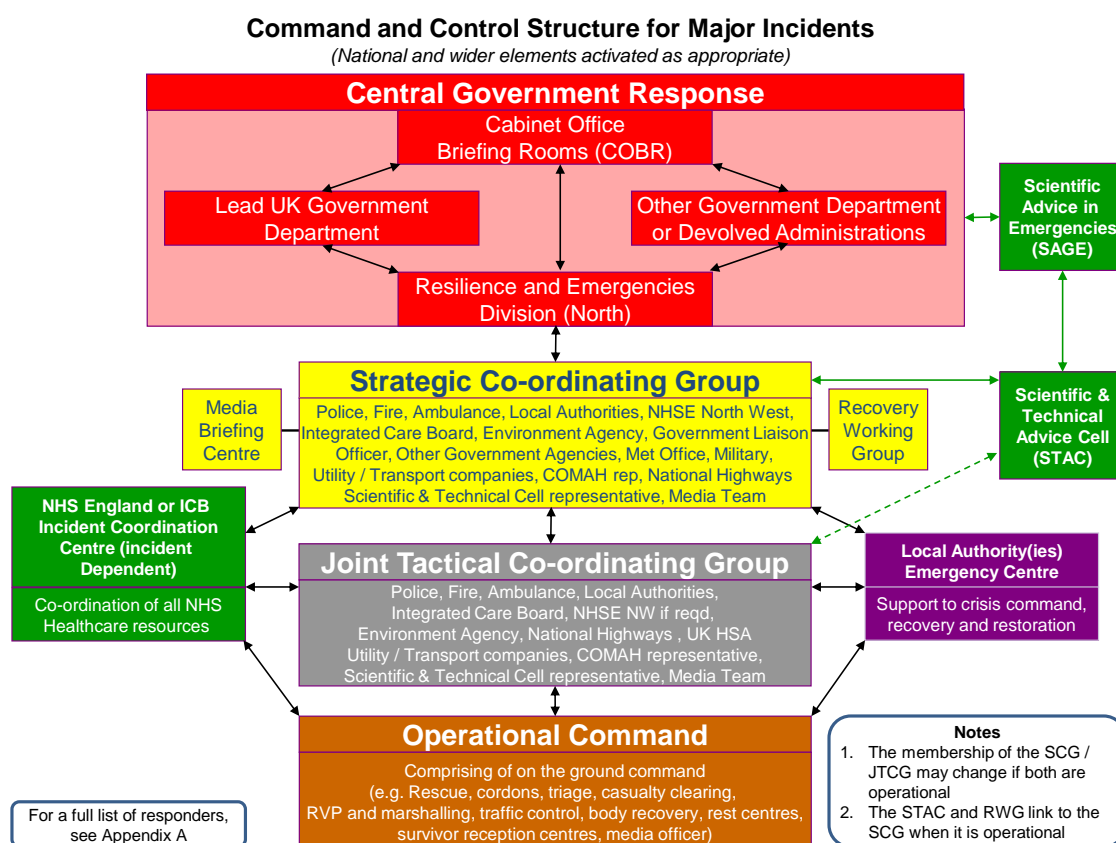 Command and Control Structure for Major Incidents
(National and wider elements activated as appropriate)
Central Government Response
Cabinet Office
Briefing Rooms (COBR)
Lead UK Government
Department
Other Government Department
or Devolved Administrations
Resilience and Emergencies
Division (North)
Scientific
Advice in
Emergencies
(SAGE)
Strategic Co-ordinating Group
Police, Fire, Ambulance, Local Authorities, NHSE North West,
Integrated Care Board, Environment Agency, Government Liaison
Officer, Other Government Agencies, Met Office, Military,
Utility / Transport companies, COMAH rep, National Highways
Scientific & Technical Cell representative, Media Team
Media
Briefing
Centre
Recovery
Working
Group
Scientific &
Technical
Advice Cell
(STAC)
NHS England or ICB
Incident Coordination
Centre (incident
Dependent)
Co-ordination of all NHS
Healthcare resources
Joint Tactical Co-ordinating Group
Police, Fire, Ambulance, Local Authorities,
Integrated Care Board, NHSE NW if reqd,
Environment Agency, National Highways , UK HSA
Utility / Transport companies, COMAH representative,
Scientific & Technical Cell representative, Media Team
Local Authority(ies)
Emergency Centre
Support to crisis command,
recovery and restoration
Operational Command
Comprising of on the ground command
(e.g. Rescue, cordons, triage, casualty clearing,
RVP and marshalling, traffic control, body recovery, rest centres,
survivor reception centres, media officer)
For a full list of responders,
see Appendix A
Notes
1. The membership of the SCG /
JTCG may change if both are
operational
2. The STAC and RWG link to the
SCG when it is operational